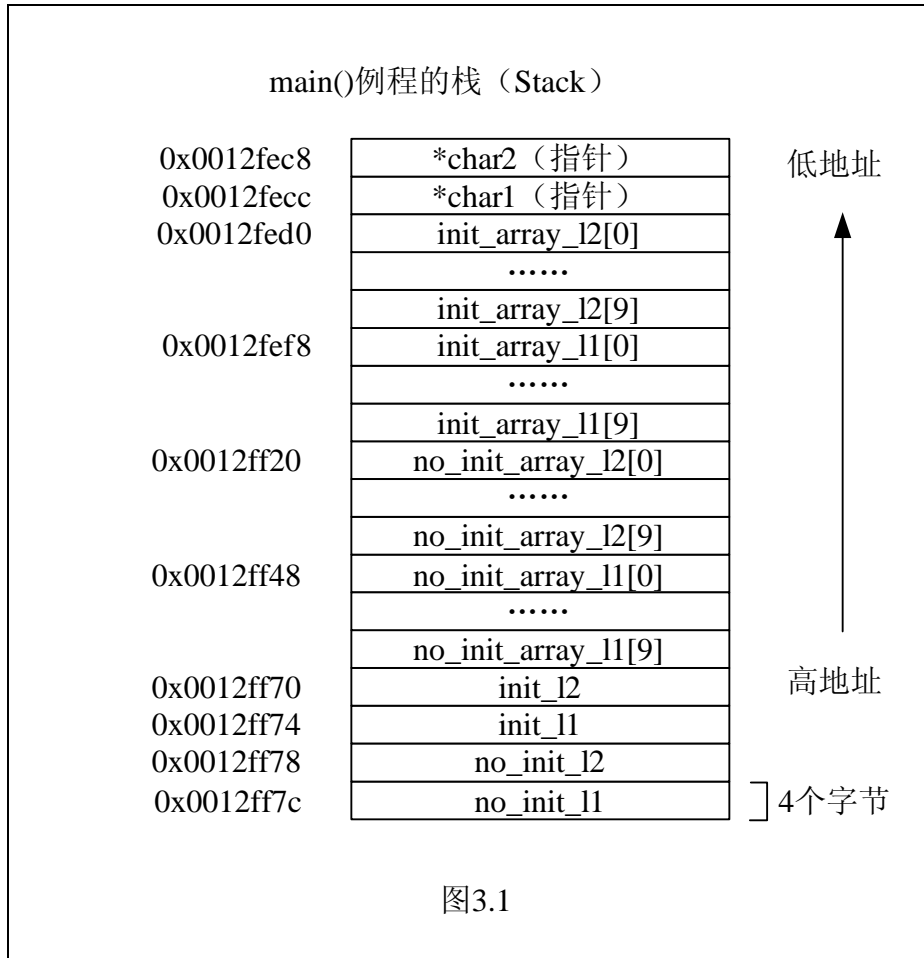 main()例程的栈（Stack）
0x0012fec8 *char2（指针） 低地址
0x0012fecc *char1（指针）
0x0012fed0 init_array_l2[0]
……
init_array_l2[9]
0x0012fef8 init_array_l1[0]
……
init_array_l1[9]
0x0012ff20 no_init_array_l2[0]
……
no_init_array_l2[9]
0x0012ff48 no_init_array_l1[0]
……
no_init_array_l1[9]
0x0012ff70 init_l2 高地址
0x0012ff74 init_l1
0x0012ff78 no_init_l2
0x0012ff7c no_init_l1 4个字节
图3.1